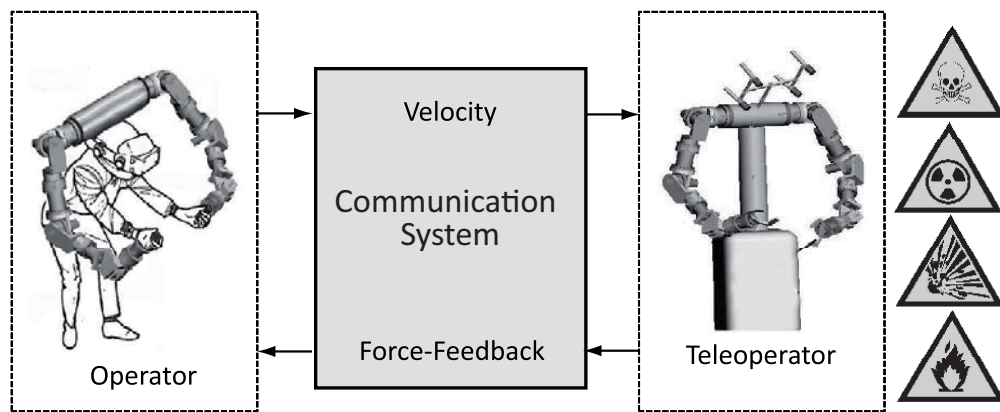 Velocity
Communication
System
Force-Feedback
Operator
Teleoperator